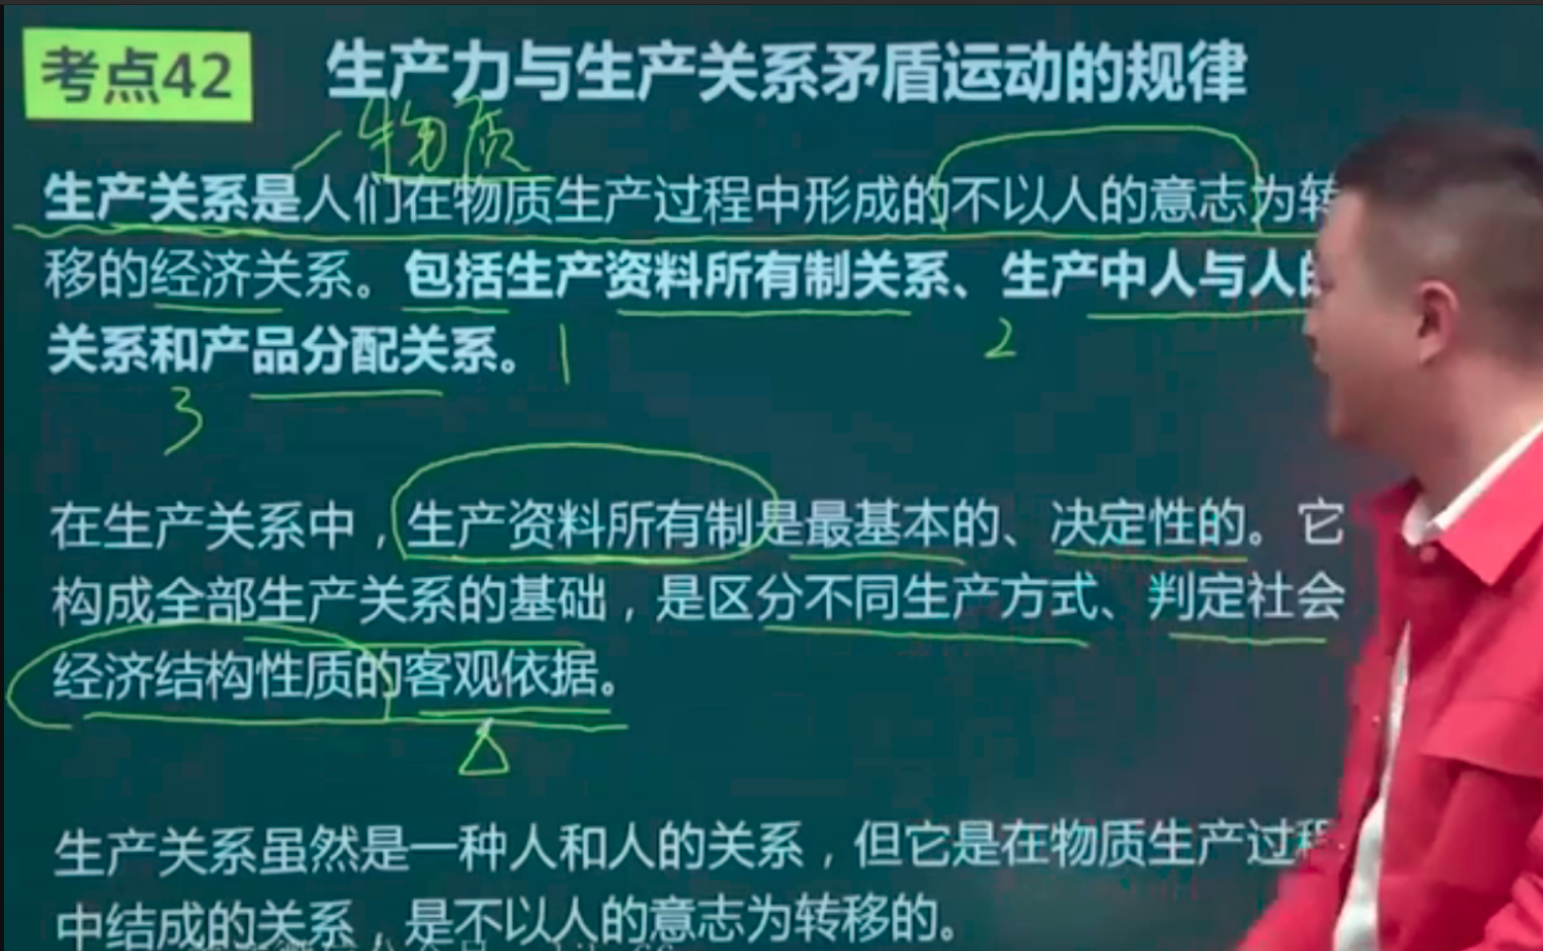 考点42 生产力与生产关系矛盾运动的规律
物质
生产关系是人们在物质生产过程中形成的不以人的意志为转
移的经济关系。包括生产资料所有制关系、生产中人与人的
关系和产品分配关系。
1
2
3
在生产关系中，生产资料所有制是最基本的、决定性的。它
构成全部生产关系的基础，是区分不同生产方式、判定社会
经济结构性质的客观依据。
生产关系虽然是一种人和人的关系，但它是在物质生产过程
中结成的关系，是不以人的意志为转移的。